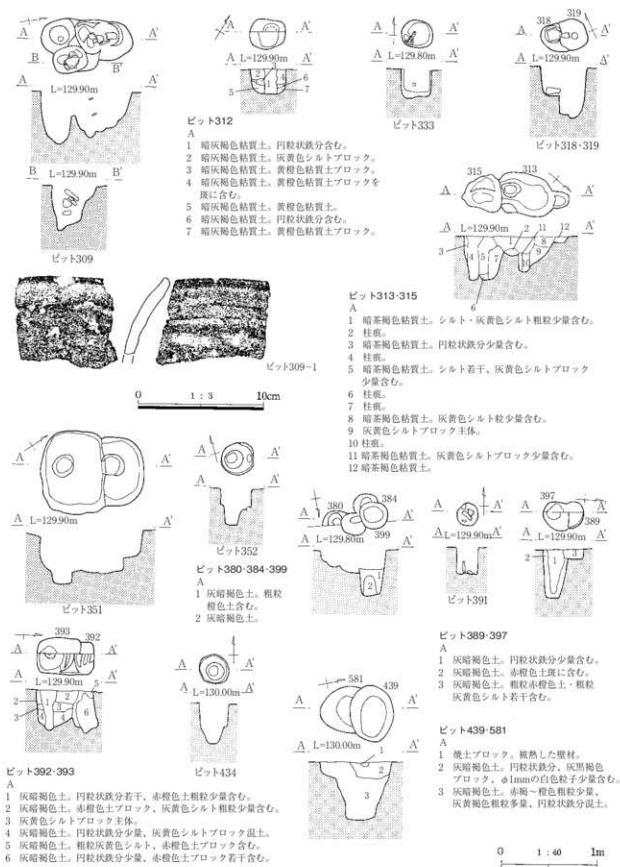 A A'
B B'
L=129.90m
A A'
L=129.90m
B B'
ピット309
A A'
A L=129.90m A'
3
2 4
5 1 6
7
ピット312
A
1 暗灰褐色粘質土。円粒状鉄分含む。
2 暗灰褐色粘質土。灰黄色シルトブロック。
3 暗灰褐色粘質土。黄橙色粘質土ブロック。
4 暗灰褐色粘質土。黄橙色粘質土ブロックを
斑に含む。
5 暗灰褐色粘質土。黄橙色粘質土。
6 暗灰褐色粘質土。円粒状鉄分含む。
7 暗灰褐色粘質土。黄橙色粘質土ブロック。
A A'
A L=129.80m A'
ピット333
318 319
A A'
A L=129.90m A'
ピット318・319
315 313
A A'
A L=129.90m 1 2 11 12 A'
3 4 5 7 10 9 8
6
ピット313・315
A
1 暗茶褐色粘質土。シルト・灰黄色シルト粗粒少量含む。
2 柱痕。
3 暗茶褐色粘質土。円粒状鉄分少量含む。
4 柱痕。
5 暗茶褐色粘質土。シルト若干、灰黄色シルトブロック
少量含む。
6 柱痕。
7 柱痕。
8 暗茶褐色粘質土。灰黄色シルト粒少量含む。
9 灰黄色シルトブロック主体。
10 柱痕。
11 暗茶褐色粘質土。灰黄色シルトブロック少量含む。
12 暗茶褐色粘質土。
ピット309-1
0 1:3 10cm
A A'
A L=129.90m A'
ピット351
A A'
A L=129.90m A'
ピット352
ピット380・384・399
A
1 灰暗褐色土。粗粒
橙色土含む。
2 灰暗褐色土。
380 384
399
A A'
A L=129.80m A'
1
2
A A'
A L=129.90m A'
ピット391
397
389
A A'
A L=129.90m A'
2 1 3
ピット389・397
A
1 灰暗褐色土。円粒状鉄分少量含む。
2 灰暗褐色土。赤橙色土斑に含む。
3 灰暗褐色土。粗粒赤橙色土・粗粒
灰黄色シルト若干含む。
393 392
A A'
A L=129.90m 5 A'
2 1 2
3 4 3 4 6
ピット392・393
A
1 灰暗褐色土。円粒状鉄分若干、赤橙色土粗粒少量含む。
2 灰暗褐色土。赤橙色土ブロック、灰黄色シルト粗粒少量含む。
3 灰黄色シルトブロック主体。
4 灰暗褐色土。円粒状鉄分少量、灰黄色シルトブロック混土。
5 灰暗褐色土。粗粒灰黄色シルト、赤橙色土ブロック含む。
6 灰暗褐色土。円粒状鉄分少量、赤橙色土ブロック若干含む。
A A'
A L=130.00m A'
ピット434
581 439
A A'
A L=130.00m 1 A'
2
3
ピット439・581
A
1 焼土ブロック。被熱した壁材。
2 灰暗褐色土。円粒状鉄分、灰黒褐色
ブロック、φ1mmの白色粒子少量含む。
3 灰暗褐色土。赤褐~橙色粗粒少量、
灰黄褐色粗粒多量、円粒状鉄分混土。
0 1:40 1m